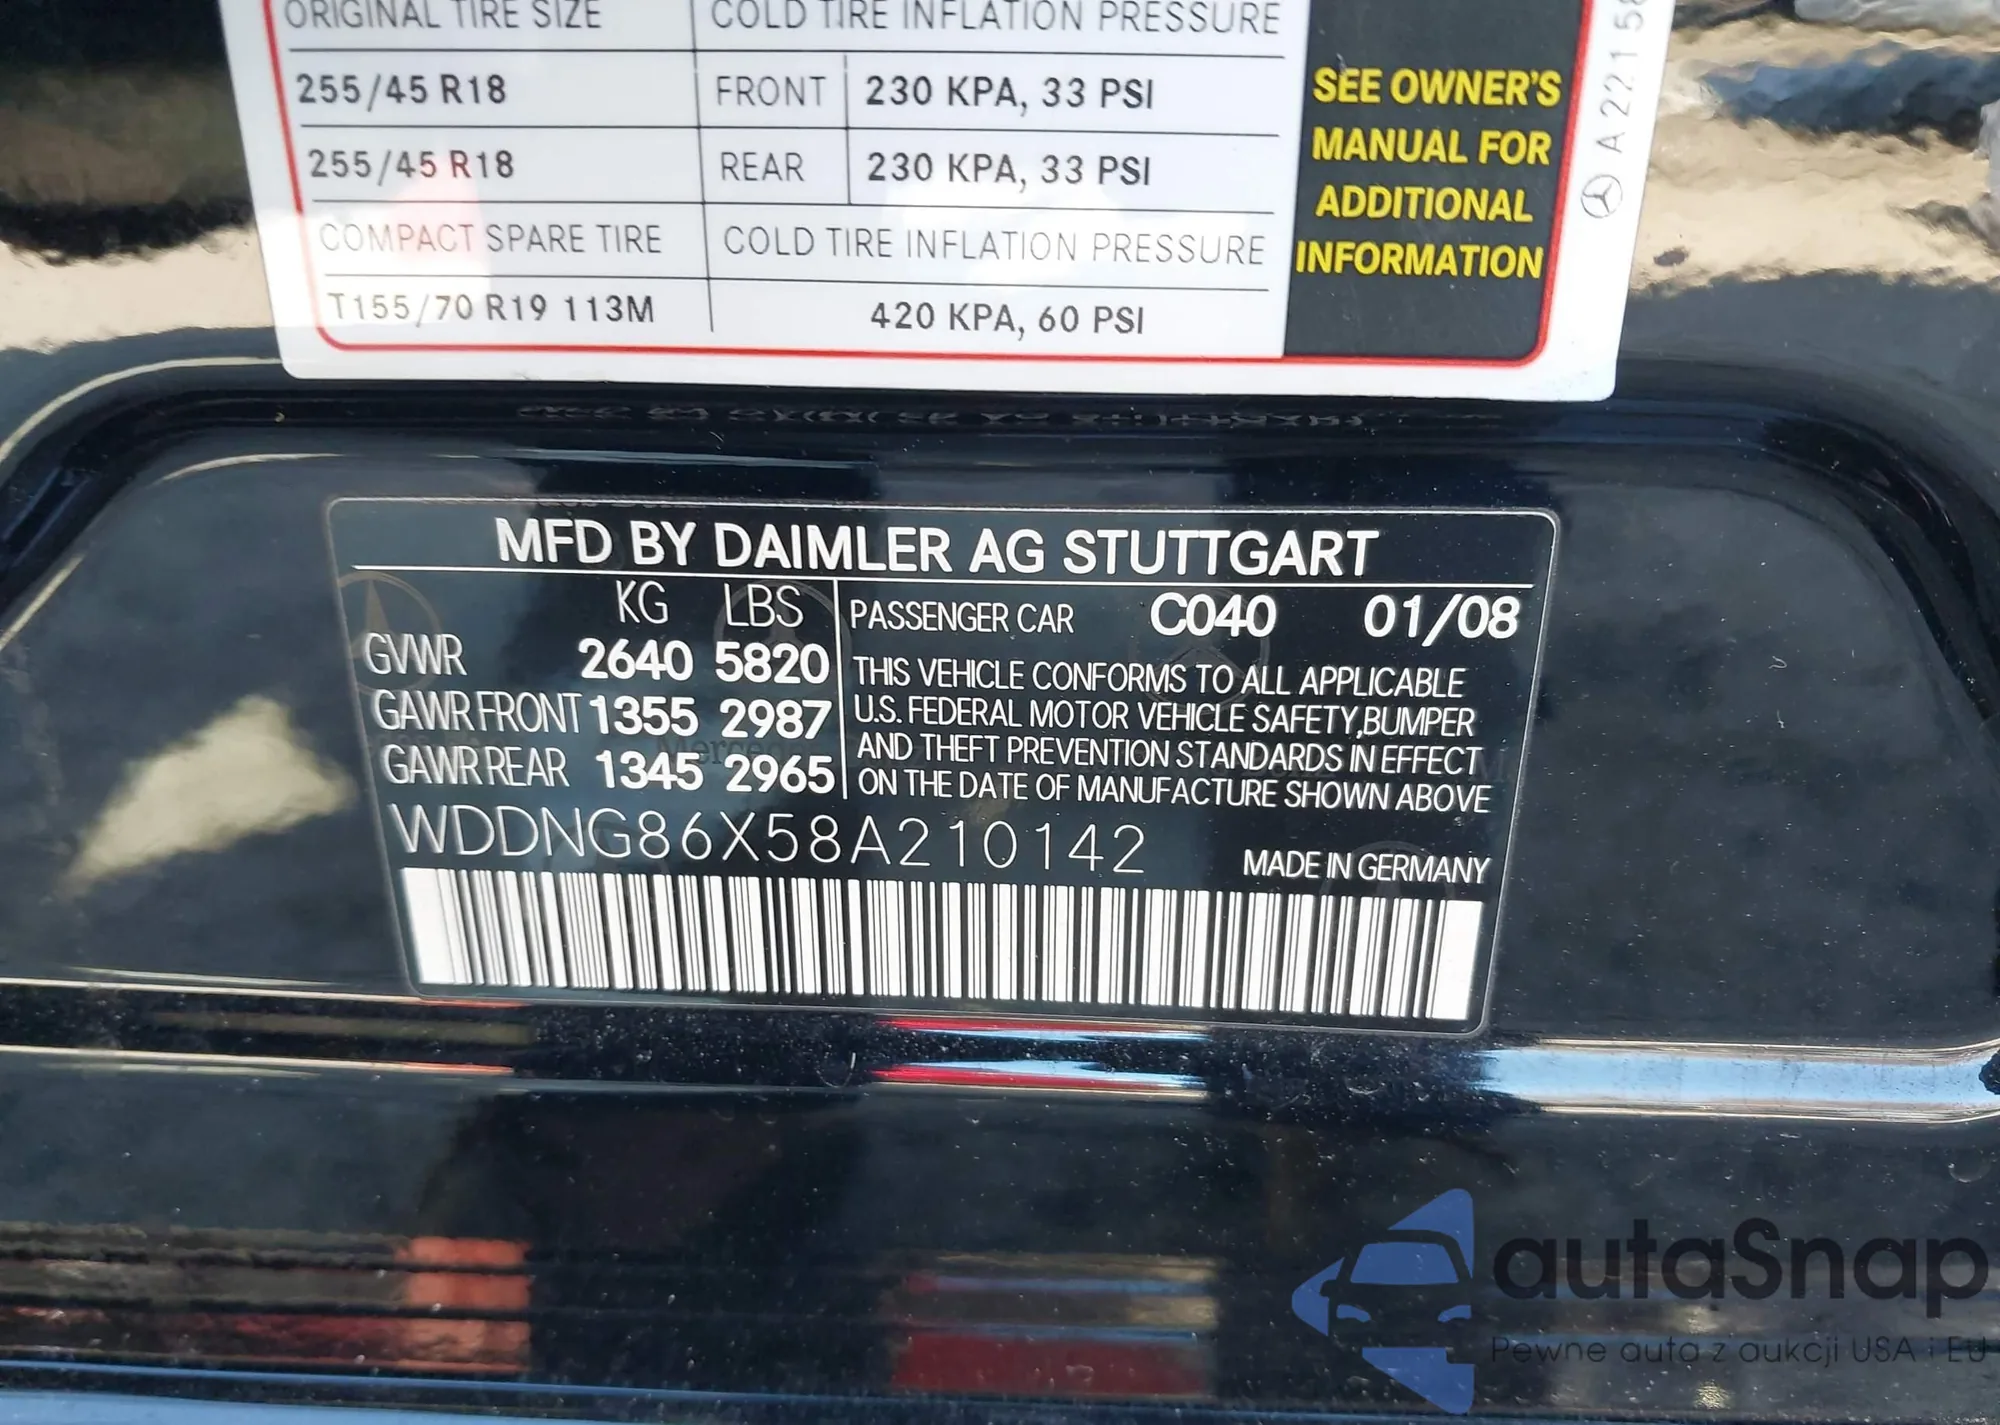 ORIGINAL TIRE SIZE COLD TIRE INFLATION PRESSURE
255/45 R18 FRONT 230 KPA, 33 PSI
255/45 R18 REAR 230 KPA, 33 PSI
COMPACT SPARE TIRE COLD TIRE INFLATION PRESSURE
T155/70 R19 113M 420 KPA, 60 PSI
SEE OWNER'S
MANUAL FOR
ADDITIONAL
INFORMATION
A 221 58
MFD BY DAIMLER AG STUTTGART
KG LBS
GVWR 2640 5820
GAWR FRONT 1355 2987
GAWR REAR 1345 2965
PASSENGER CAR C040 01/08
THIS VEHICLE CONFORMS TO ALL APPLICABLE
U.S. FEDERAL MOTOR VEHICLE SAFETY,BUMPER
AND THEFT PREVENTION STANDARDS IN EFFECT
ON THE DATE OF MANUFACTURE SHOWN ABOVE
WDDNG86X58A210142
MADE IN GERMANY
autaSnap
Pewne auta z aukcji USA i EU